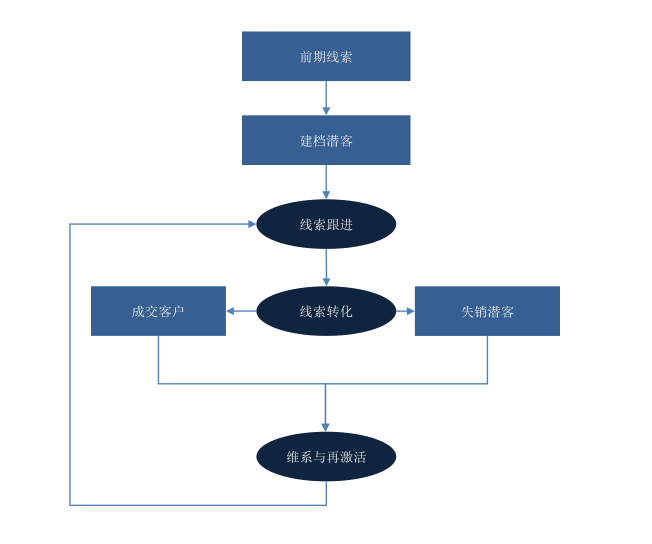 前期线索
建档潜客
线索跟进
成交客户
线索转化
失销潜客
维系与再激活